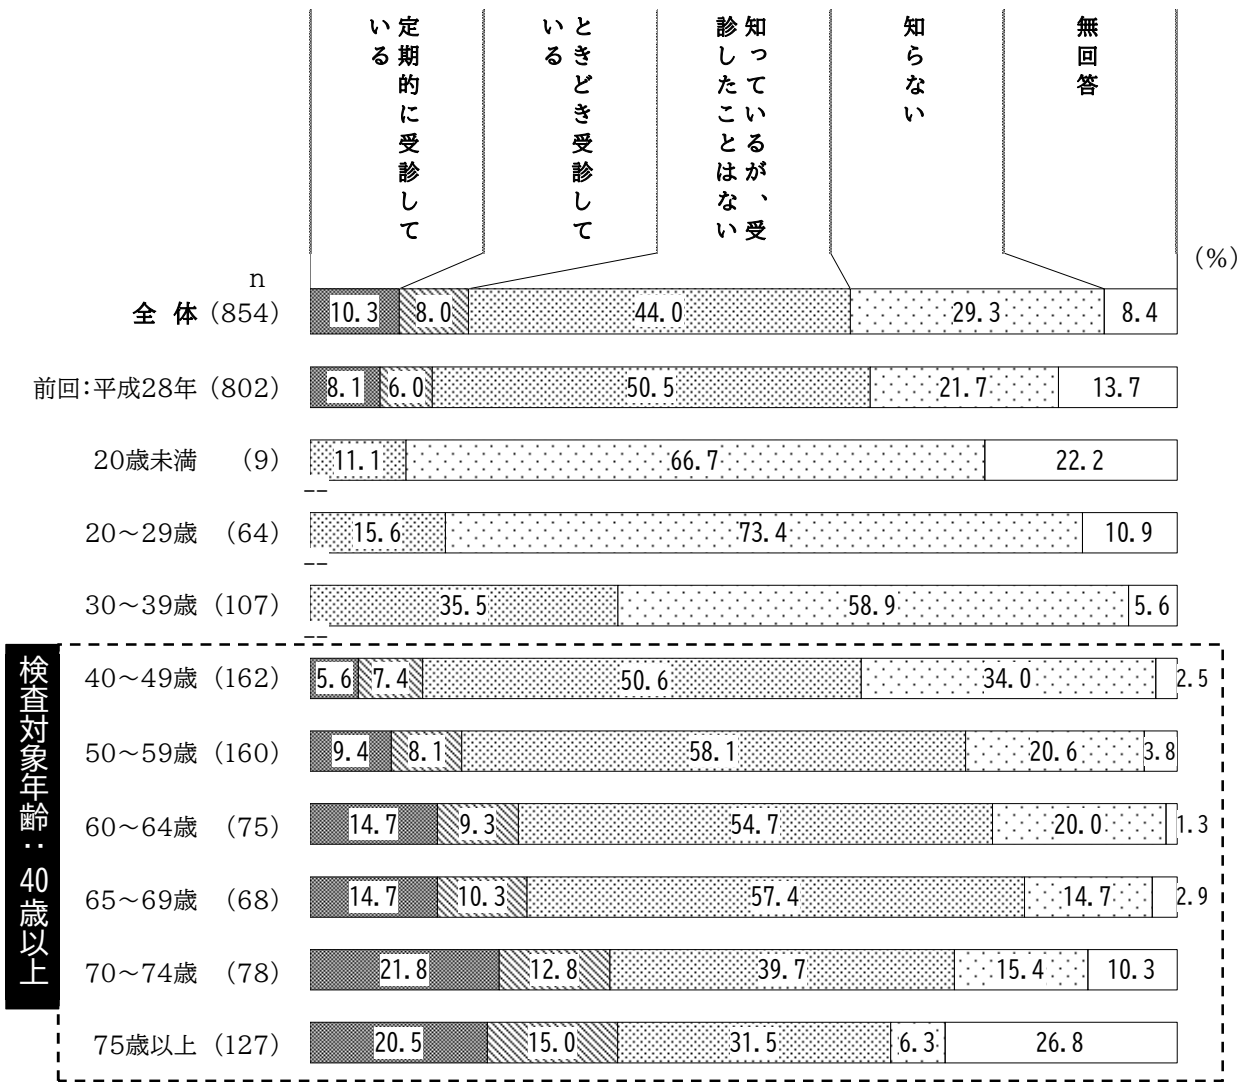 定期的に受診して
いる
ときどき受診して
いる
知っているが、受
診したことはない
知らない
無回答
(%)
n
全 体 (854) 10.3 8.0 44.0 29.3 8.4
前回:平成28年 (802) 8.1 6.0 50.5 21.7 13.7
20歳未満 (9) 11.1 66.7 22.2
--
20～29歳 (64) 15.6 73.4 10.9
--
30～39歳 (107) 35.5 58.9 5.6
--
検査対象年齢:40歳以上
40～49歳 (162) 5.6 7.4 50.6 34.0 2.5
50～59歳 (160) 9.4 8.1 58.1 20.6 3.8
60～64歳 (75) 14.7 9.3 54.7 20.0 1.3
65～69歳 (68) 14.7 10.3 57.4 14.7 2.9
70～74歳 (78) 21.8 12.8 39.7 15.4 10.3
75歳以上 (127) 20.5 15.0 31.5 6.3 26.8